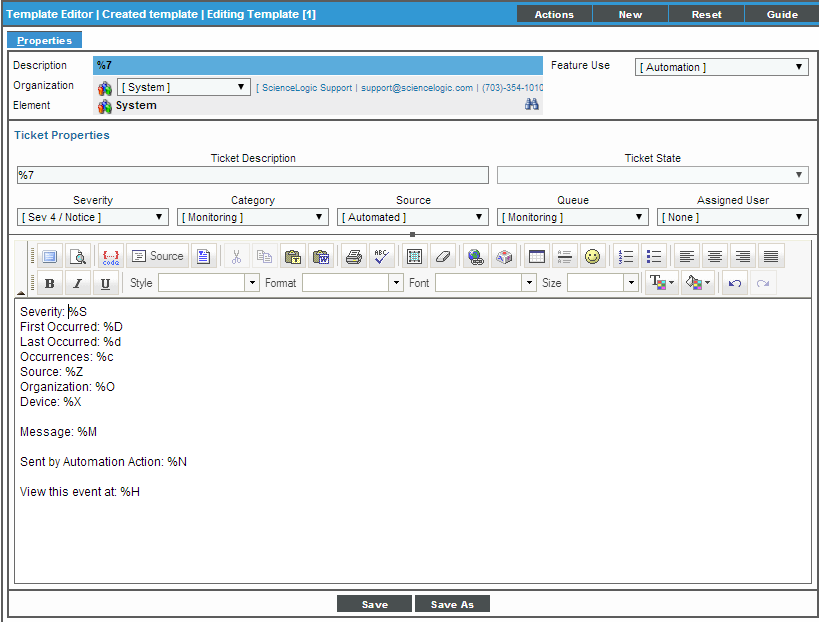 Template Editor | Created template | Editing Template [1]
Actions New Reset Guide
Properties
Description %7 Feature Use [ Automation ]
Organization [ System ] [ ScienceLogic Support | support@sciencelogic.com | (703)-354-1010
Element System
Ticket Properties
Ticket Description Ticket State
%7
Severity Category Source Queue Assigned User
[ Sev 4 / Notice ] [ Monitoring ] [ Automated ] [ Monitoring ] [ None ]
{...} code Source ABC
B I U Style Format Font Size T
Severity: %S
First Occurred: %D
Last Occurred: %d
Occurrences: %c
Source: %Z
Organization: %O
Device: %X
Message: %M
Sent by Automation Action: %N
View this event at: %H
Save Save As